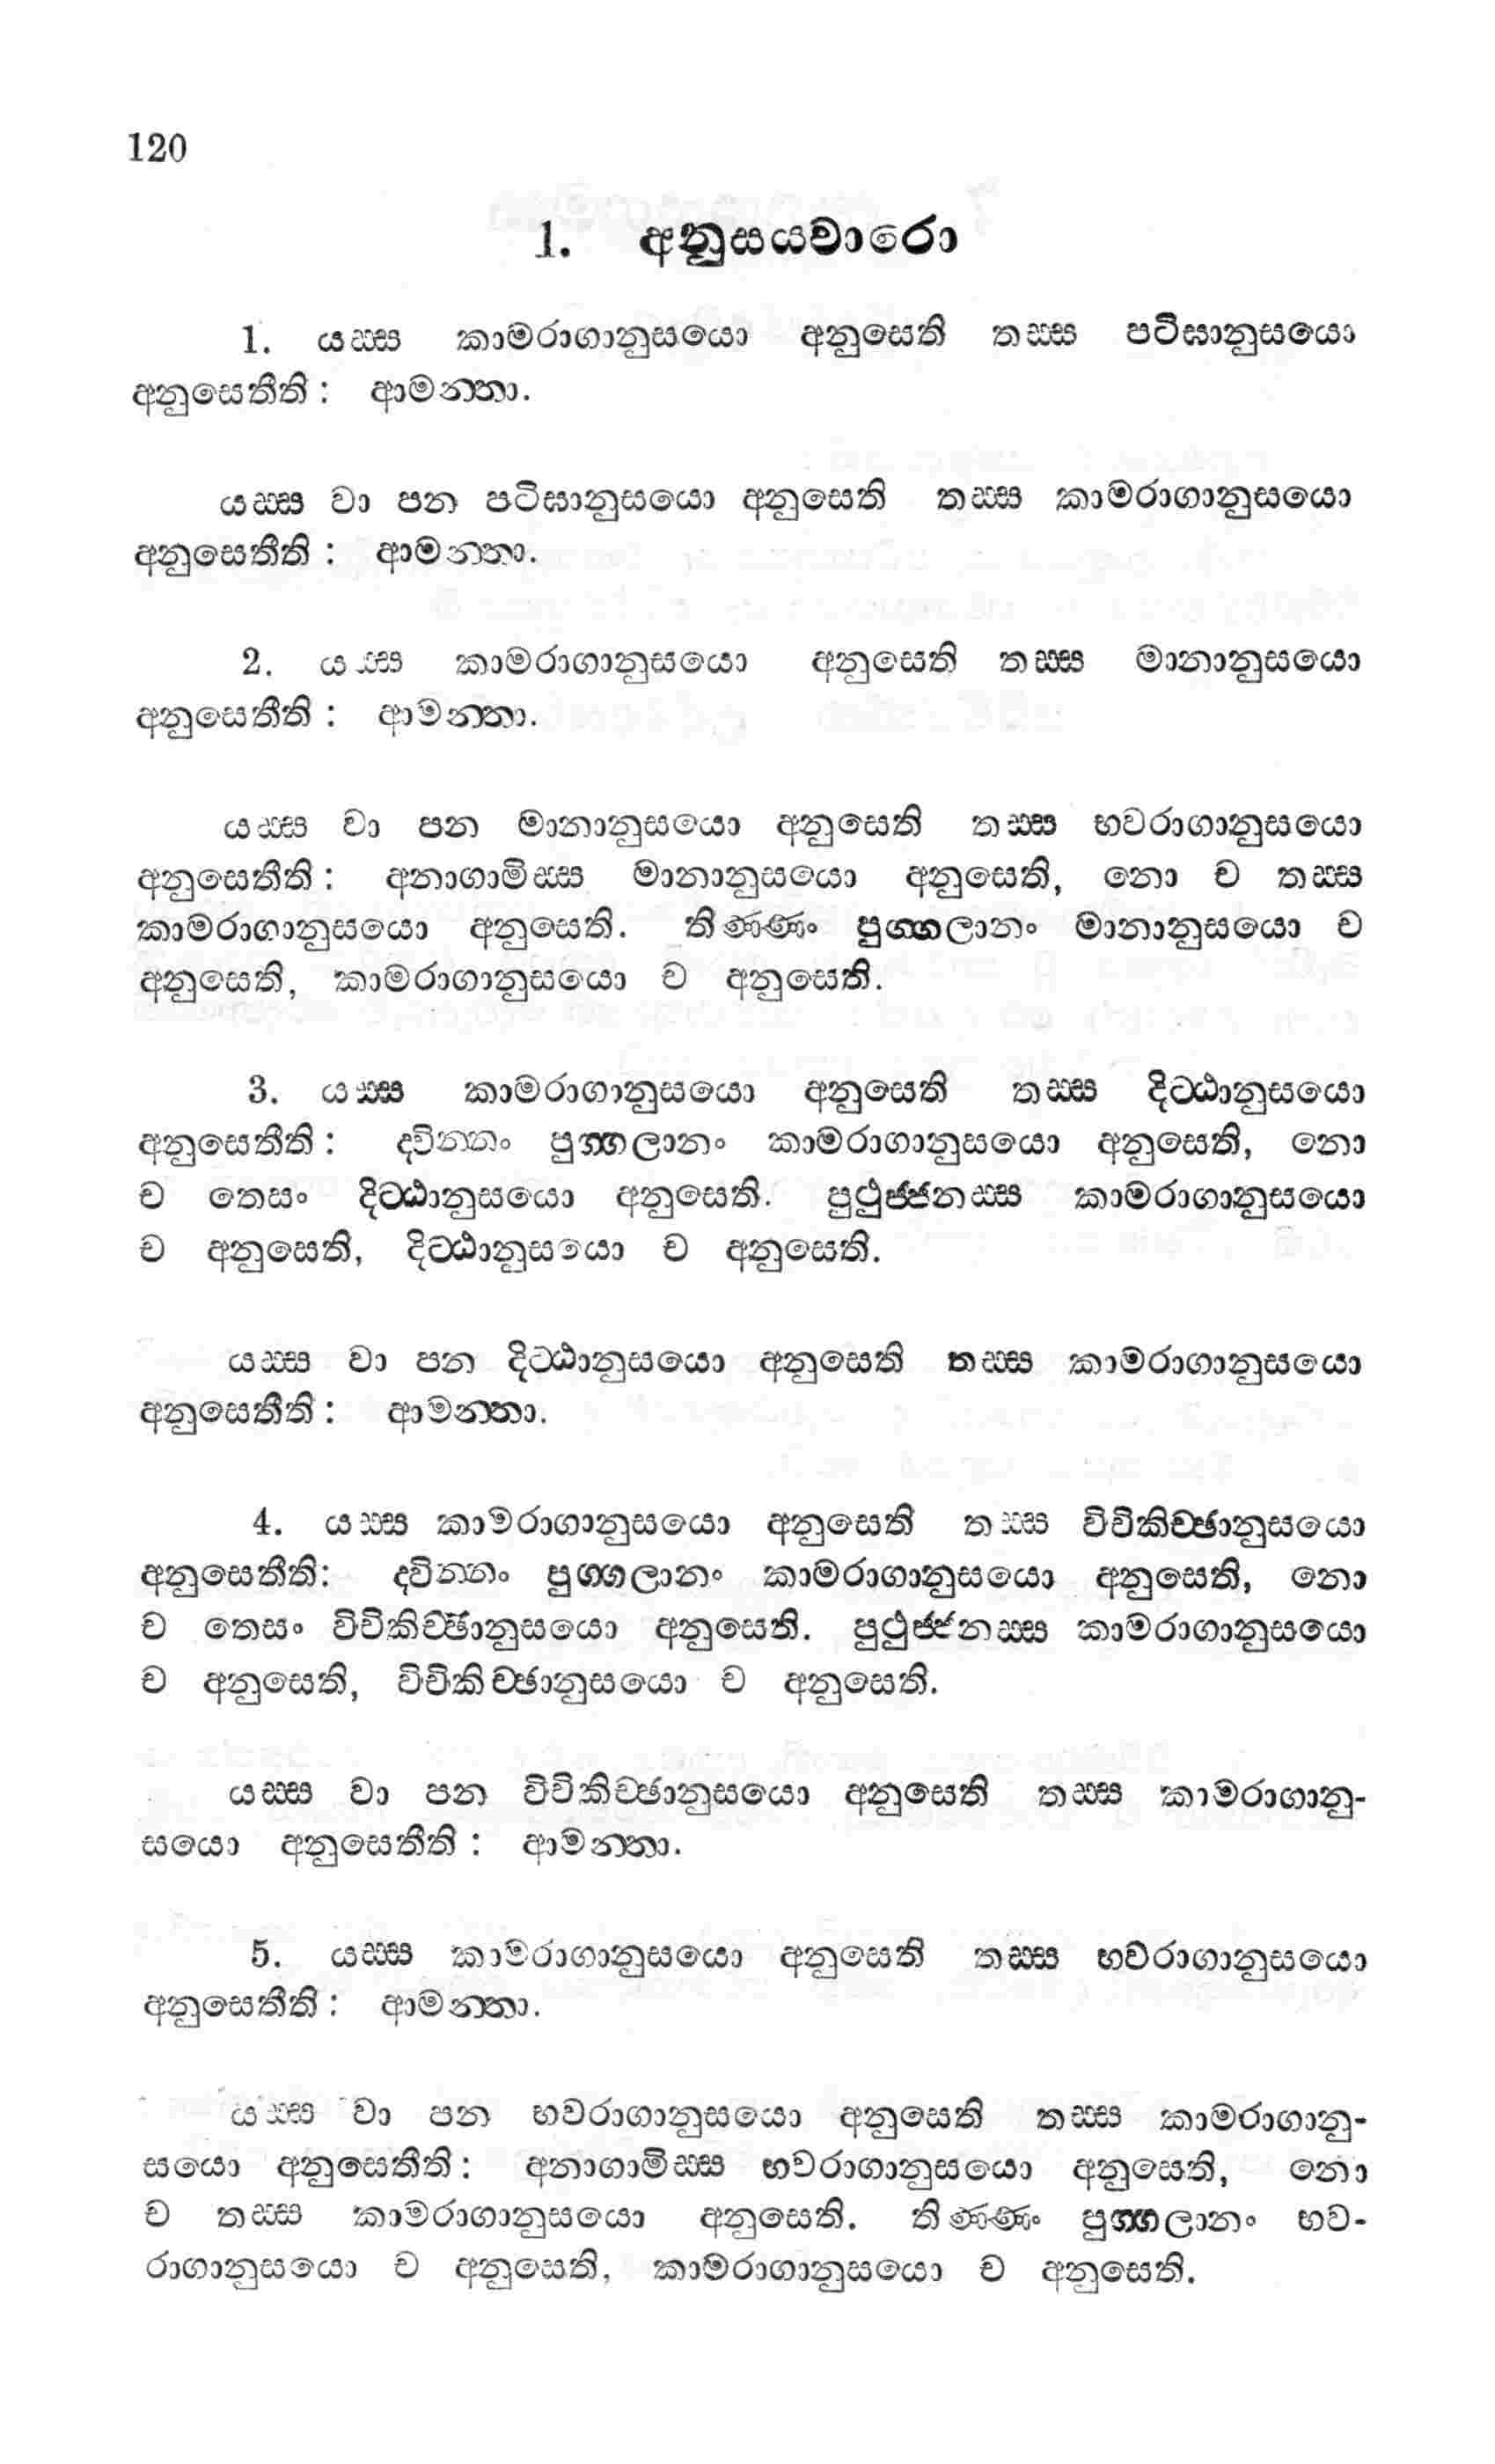 120
1. අනුසයවාරො
1. යස්ස කාමරාගානුසයො අනුසෙති තස්ස පටිඝානුසයො
අනුසෙතීති : ආමන්තා.
යස්ස වා පන පටිඝානුසයො අනුසෙති තස්ස කාමරාගානුසයො
අනුසෙතීති : ආමන්තා.
2. යස්ස කාමරාගානුසයො අනුසෙති තස්ස මානානුසයො
අනුසෙතීති : ආමන්තා.
යස්ස වා පන මානානුසයො අනුසෙති තස්ස භවරාගානුසයො
අනුසෙතීති : අනාගාමිස්ස මානානුසයො අනුසෙති, නො ච තස්ස
කාමරාගානුසයො අනුසෙති. තිණ්ණං පුග්ගලානං මානානුසයො ච
අනුසෙති, කාමරාගානුසයො ච අනුසෙති.
3. යස්ස කාමරාගානුසයො අනුසෙති තස්ස දිට්ඨානුසයො
අනුසෙතීති : ද්වින්නං පුග්ගලානං කාමරාගානුසයො අනුසෙති, නො
ච තෙසං දිට්ඨානුසයො අනුසෙති. පුථුජ්ජනස්ස කාමරාගානුසයො
ච අනුසෙති, දිට්ඨානුසයො ච අනුසෙති.
යස්ස වා පන දිට්ඨානුසයො අනුසෙති තස්ස කාමරාගානුසයො
අනුසෙතීති : ආමන්තා.
4. යස්ස කාමරාගානුසයො අනුසෙති තස්ස විචිකිච්ඡානුසයො
අනුසෙතීති: ද්වින්නං පුග්ගලානං කාමරාගානුසයො අනුසෙති, නො
ච තෙසං විචිකිච්ඡානුසයො අනුසෙති. පුථුජ්ජනස්ස කාමරාගානුසයො
ච අනුසෙති, විචිකිච්ඡානුසයො ච අනුසෙති.
යස්ස වා පන විචිකිච්ඡානුසයො අනුසෙති තස්ස කාමරාගානු-
සයො අනුසෙතීති : ආමන්තා.
5. යස්ස කාමරාගානුසයො අනුසෙති තස්ස භවරාගානුසයො
අනුසෙතීති : ආමන්තා.
යස්ස වා පන භවරාගානුසයො අනුසෙති තස්ස කාමරාගානු-
සයො අනුසෙතීති : අනාගාමිස්ස භවරාගානුසයො අනුසෙති, නො
ච තස්ස කාමරාගානුසයො අනුසෙති. තිණ්ණං පුග්ගලානං භව-
රාගානුසයො ච අනුසෙති, කාමරාගානුසයො ච අනුසෙති.